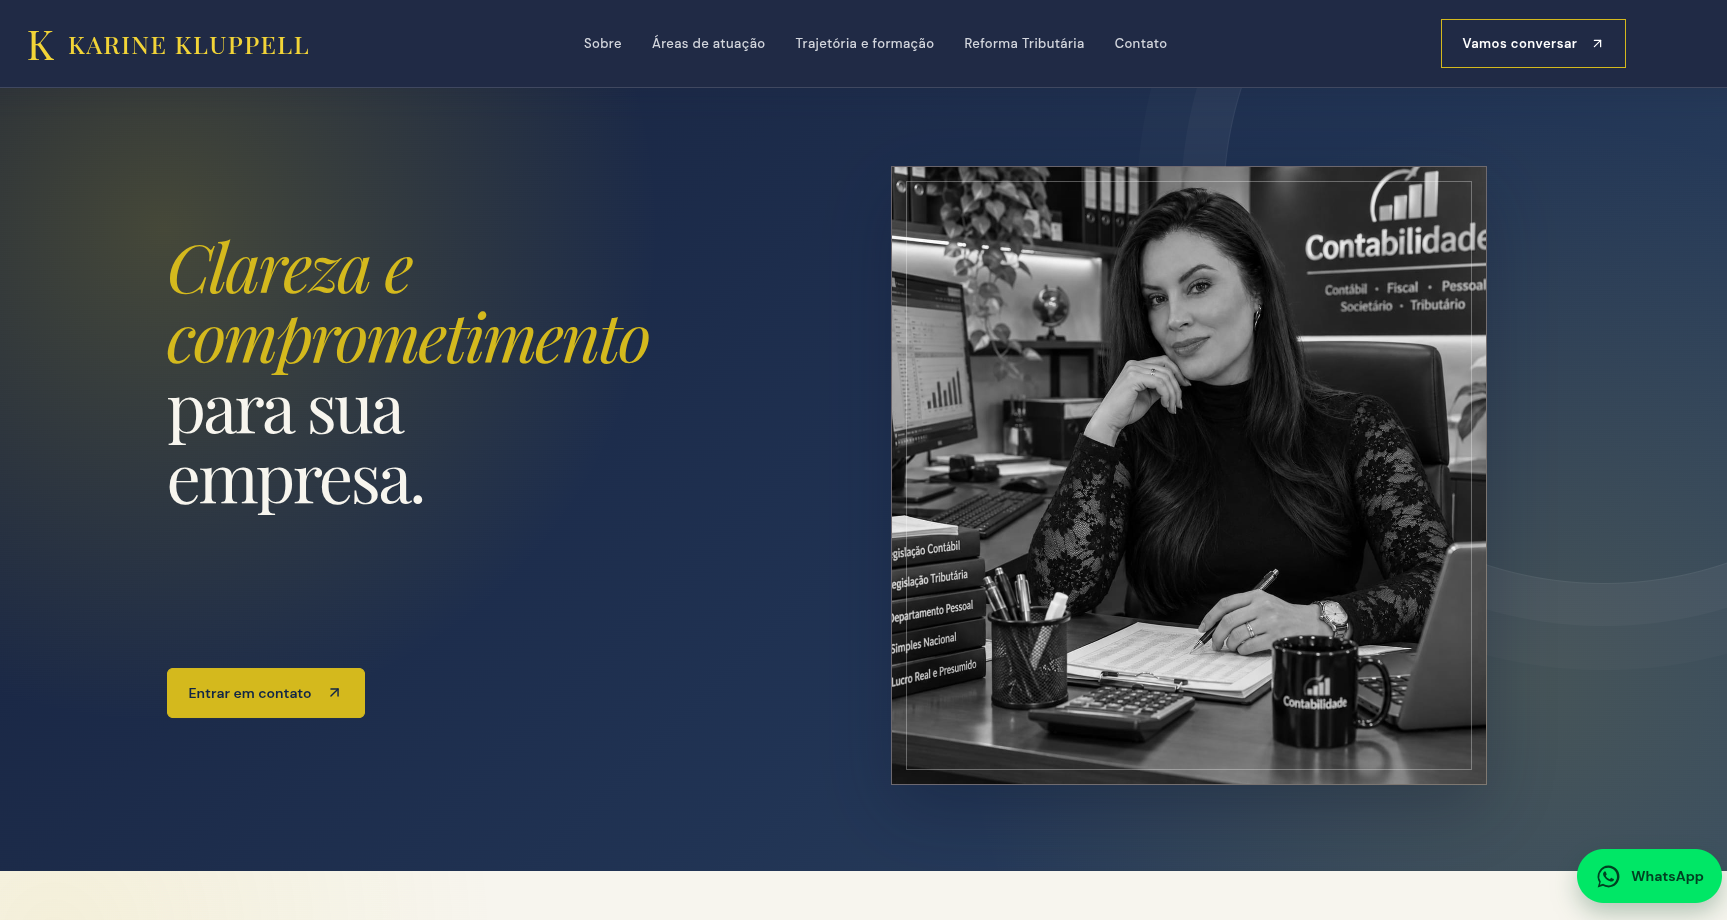 K KARINE KLUPPELL
Sobre
Áreas de atuação
Trajetória e formação
Reforma Tributária
Contato
Vamos conversar
Clareza e
comprometimento
para sua
empresa.
Entrar em contato
Contabilidade
Contábil • Fiscal • Pessoal
Societário • Tributário
egislação Contábil
egislação Tributária
Departamento Pessoal
Simples Nacional
Lucro Real e Presumido
Contabilidade
WhatsApp